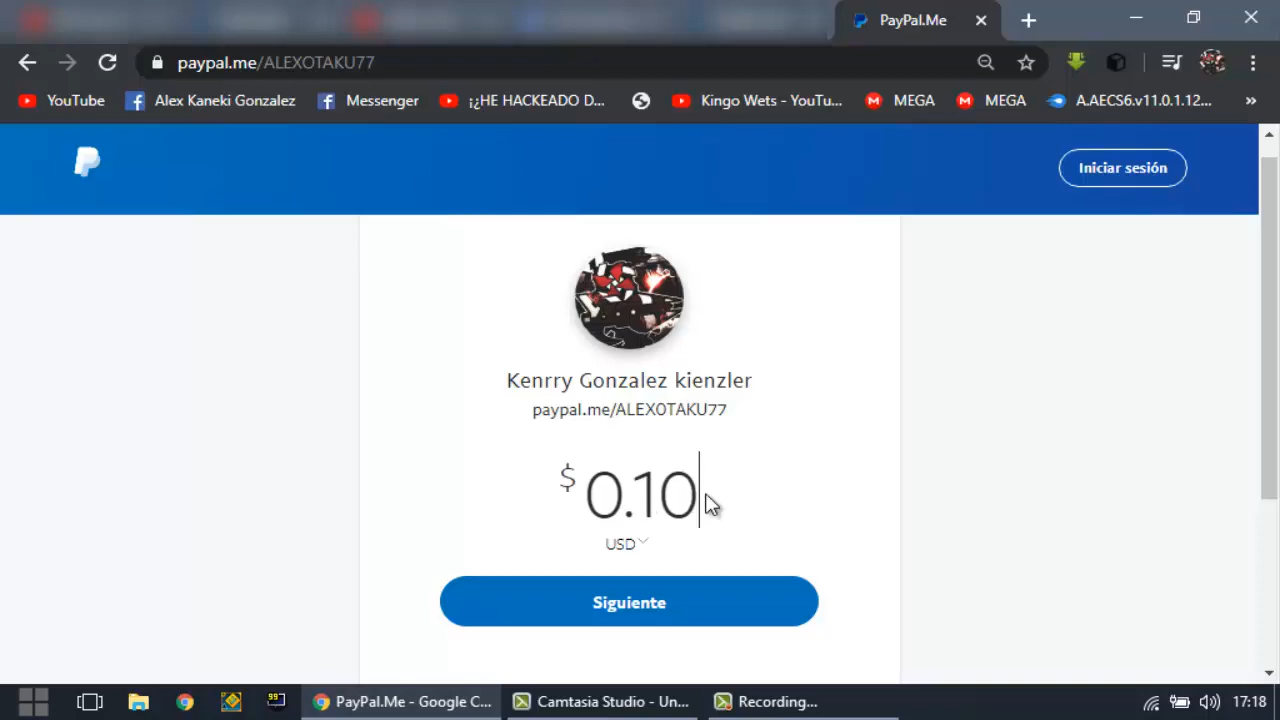 PayPal.Me
paypal.me/ALEXOTAKU77
YouTube Alex Kaneki Gonzalez Messenger ¡¿HE HACKEADO D... Kingo Wets - YouTu... MEGA MEGA A.AECS6.v11.0.1.12... »
Iniciar sesión
Kenrry Gonzalez kienzler
paypal.me/ALEXOTAKU77
$ 0.10
USD
Siguiente
99 PayPal.Me - Google C... Camtasia Studio - Un... Recording... 17:18